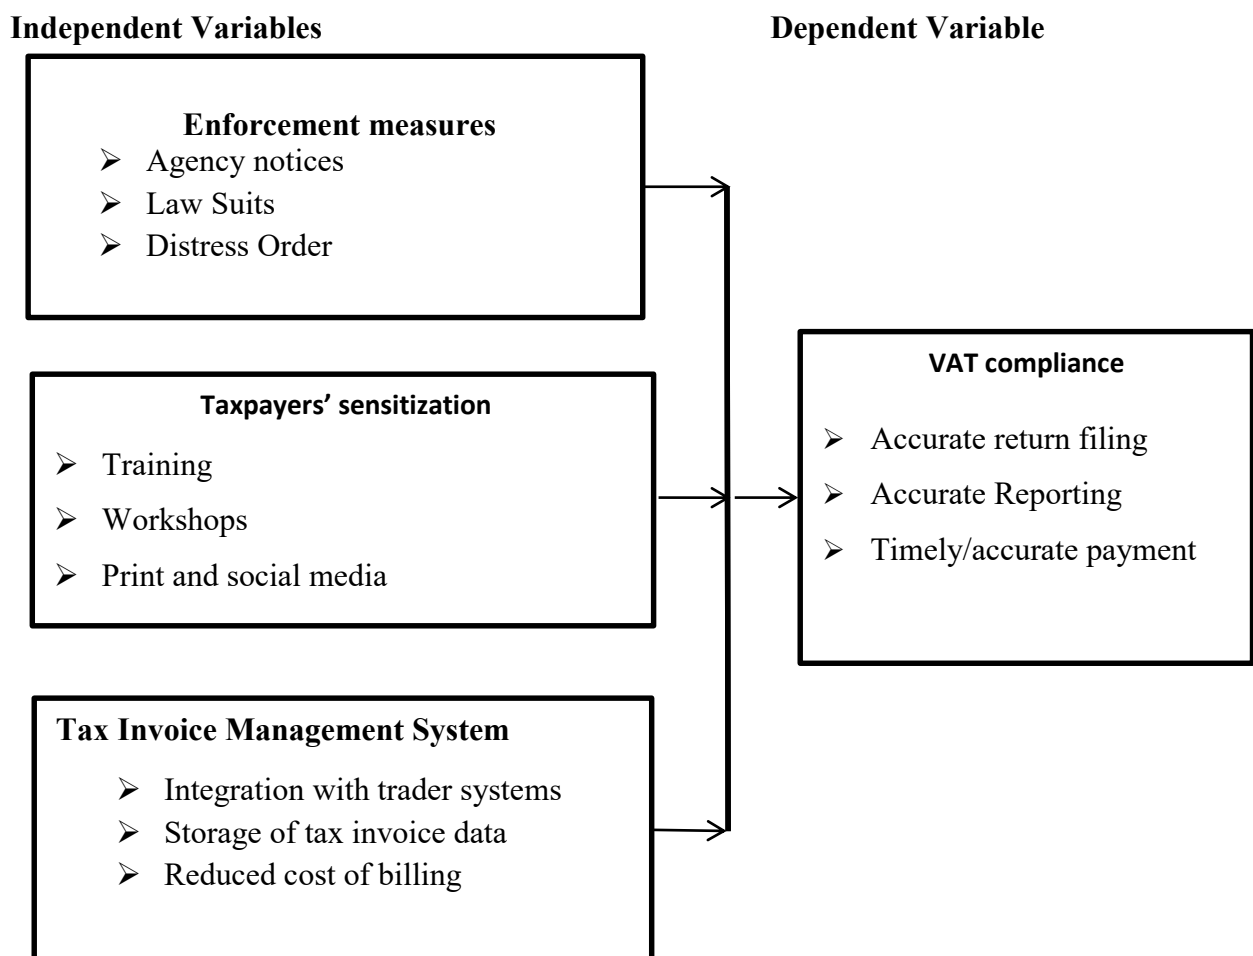 Independent Variables
Dependent Variable
Enforcement measures
➢ Agency notices
➢ Law Suits
➢ Distress Order
Taxpayers’ sensitization
➢ Training
➢ Workshops
➢ Print and social media
Tax Invoice Management System
➢ Integration with trader systems
➢ Storage of tax invoice data
➢ Reduced cost of billing
VAT compliance
➢ Accurate return filing
➢ Accurate Reporting
➢ Timely/accurate payment